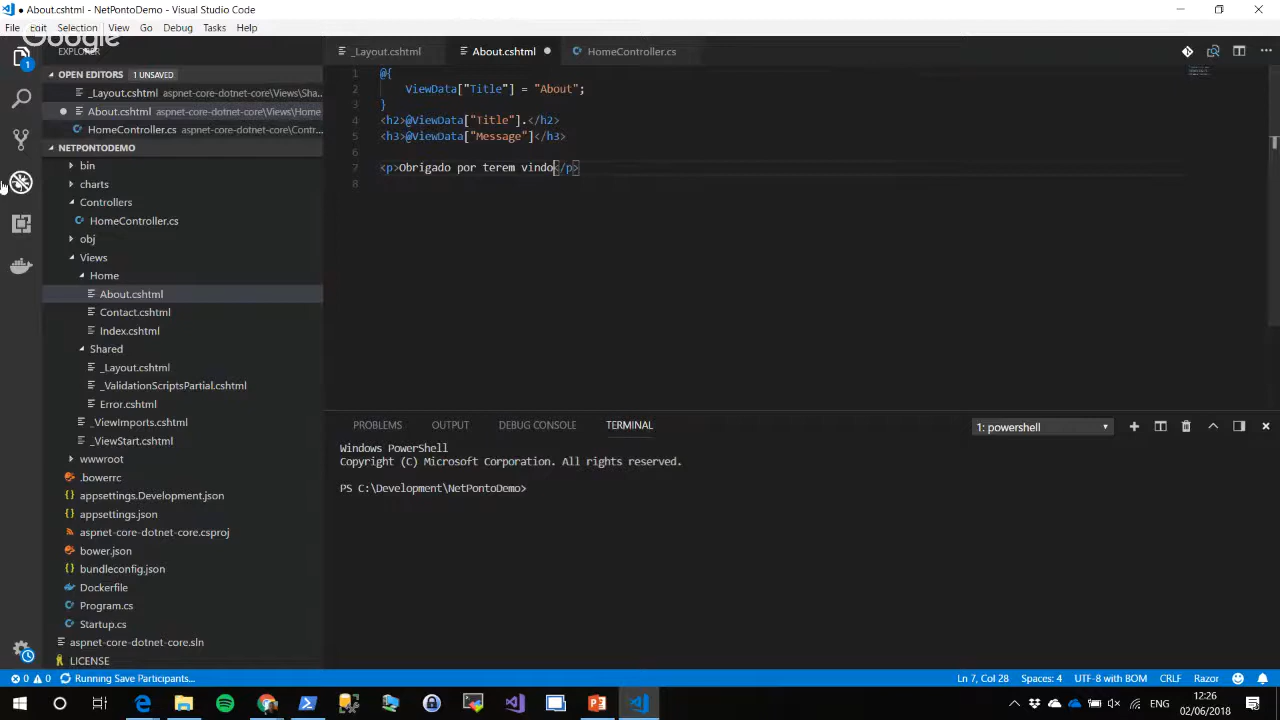 ● About.cshtml - NetPontoDemo - Visual Studio Code
File Edit Selection View Go Debug Tasks Help
Google
EXPLORER
_Layout.cshtml
About.cshtml
HomeController.cs
OPEN EDITORS 1 UNSAVED
_Layout.cshtml aspnet-core-dotnet-core\Views\Sha...
About.cshtml aspnet-core-dotnet-core\Views\Home
HomeController.cs aspnet-core-dotnet-core\Contr...
NETPONTODEMO
bin
charts
Controllers
HomeController.cs
obj
Views
Home
About.cshtml
Contact.cshtml
Index.cshtml
Shared
_Layout.cshtml
_ValidationScriptsPartial.cshtml
Error.cshtml
_ViewImports.cshtml
_ViewStart.cshtml
wwwroot
.bowerrc
appsettings.Development.json
appsettings.json
aspnet-core-dotnet-core.csproj
bower.json
bundleconfig.json
Dockerfile
Program.cs
Startup.cs
aspnet-core-dotnet-core.sln
LICENSE
1 @{
2 ViewData["Title"] = "About";
3 }
4 <h2>@ViewData["Title"].</h2>
5 <h3>@ViewData["Message"]</h3>
6
7 <p>Obrigado por terem vindo</p>
8
PROBLEMS OUTPUT DEBUG CONSOLE TERMINAL
1: powershell
Windows PowerShell
Copyright (C) Microsoft Corporation. All rights reserved.
PS C:\Development\NetPontoDemo>
0 0 Running Save Participants...
Ln 7, Col 28 Spaces: 4 UTF-8 with BOM CRLF Razor
1
ENG
12:26
02/06/2018